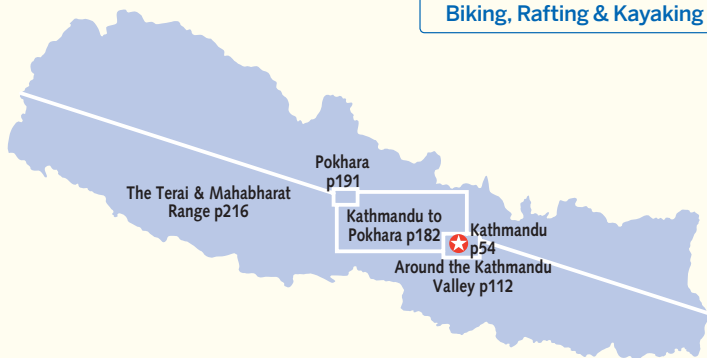 Biking, Rafting & Kayaking
Pokhara
p191
The Terai & Mahabharat
Range p216
Kathmandu to
Pokhara p182
Kathmandu
p54
Around the Kathmandu
Valley p112